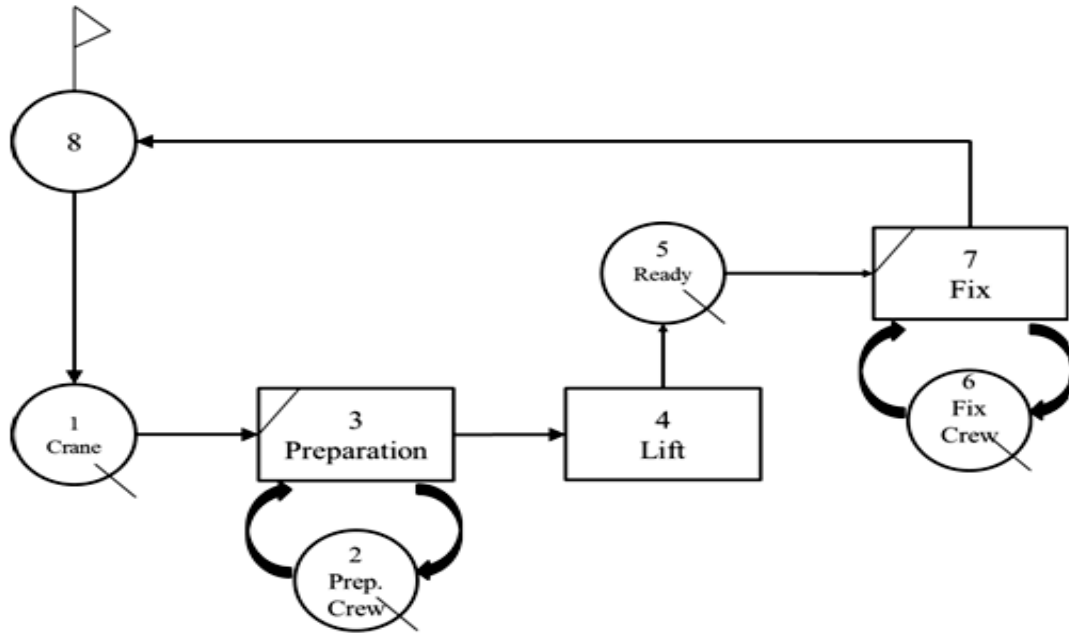 8
5
Ready
7
Fix
6
Fix
Crew
1
Crane
3
Preparation
4
Lift
2
Prep.
Crew